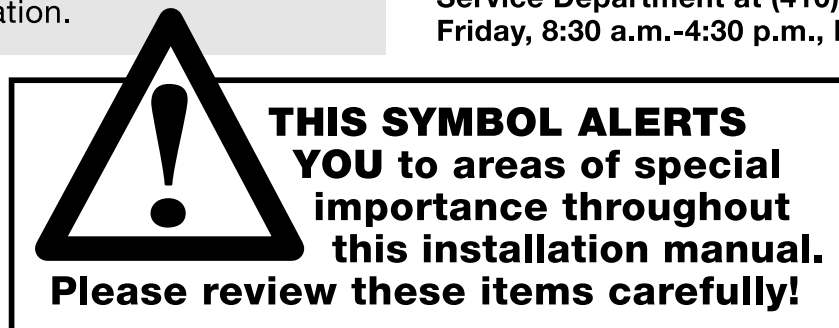 ation.
Service Department at (410)
Friday, 8:30 a.m.-4:30 p.m.,
THIS SYMBOL ALERTS
YOU to areas of special
importance throughout
this installation manual.
Please review these items carefully!